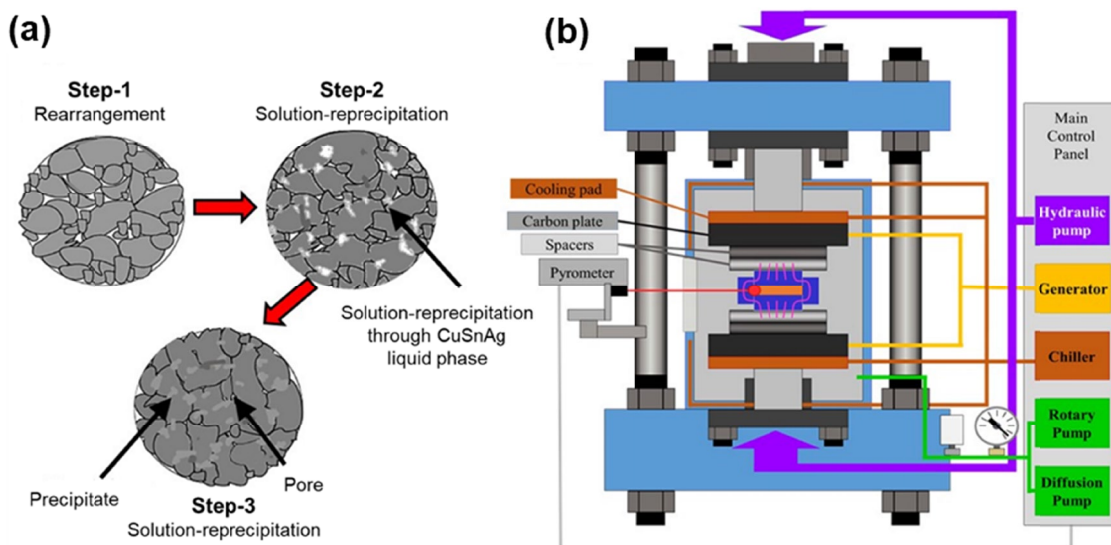 (a)
Step-1
Rearrangement
Step-2
Solution-reprecipitation
Solution-reprecipitation
through CuSnAg
liquid phase
Precipitate
Pore
Step-3
Solution-reprecipitation
(b)
Main
Control
Panel
Cooling pad
Carbon plate
Spacers
Pyrometer
Hydraulic
pump
Generator
Chiller
Rotary
Pump
Diffusion
Pump